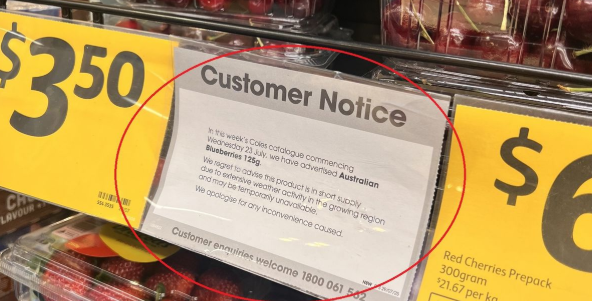 $3.50
Customer Notice
In this week's Coles catalogue commencing
Wednesday 23 July, we have advertised Australian
Blueberries 125g.
We regret to advise this product is in short supply
due to extensive weather activity in the growing region
and may be temporarily unavailable.
We apologise for any inconvenience caused.
Customer enquiries welcome 1800 061 562
$6
Red Cherries Prepack
300gram
$21.67 per kg